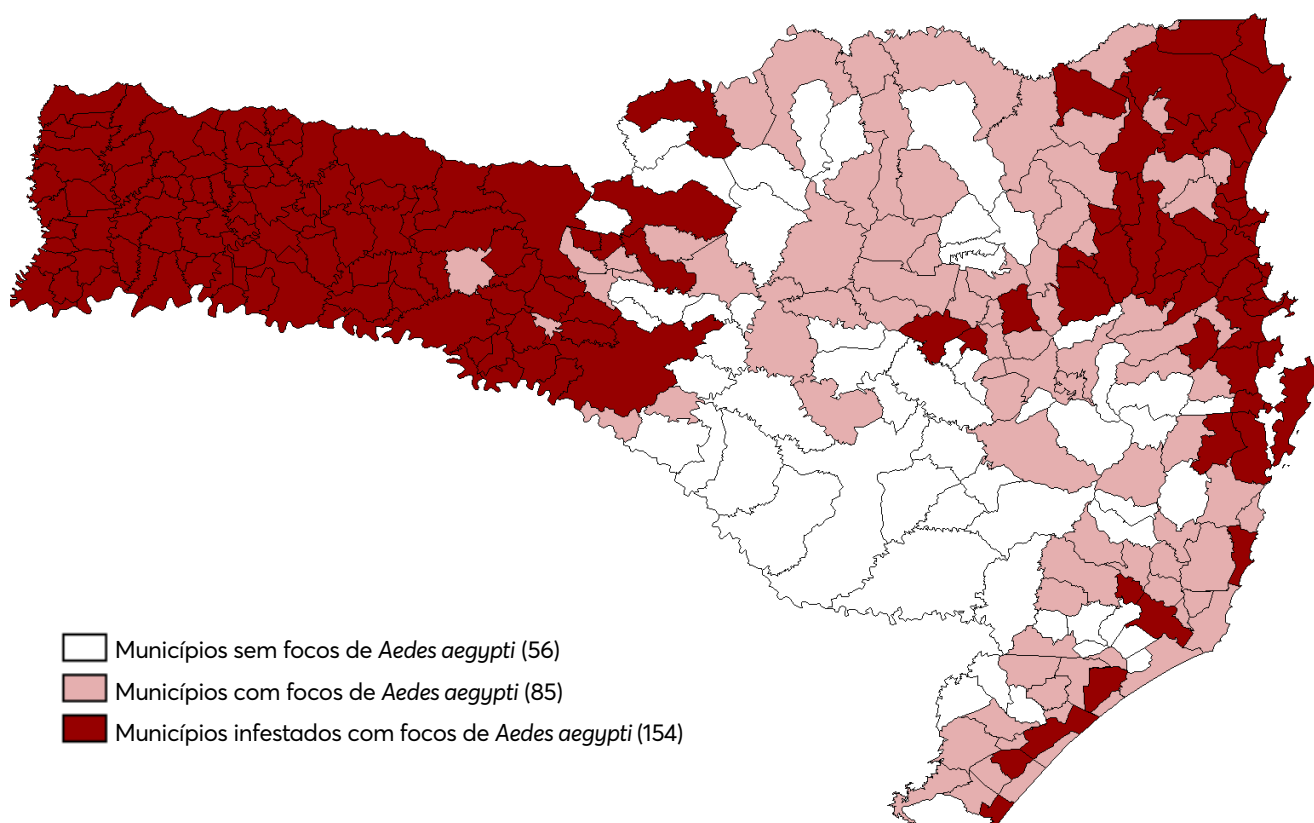 Municípios sem focos de Aedes aegypti (56)
Municípios com focos de Aedes aegypti (85)
Municípios infestados com focos de Aedes aegypti (154)